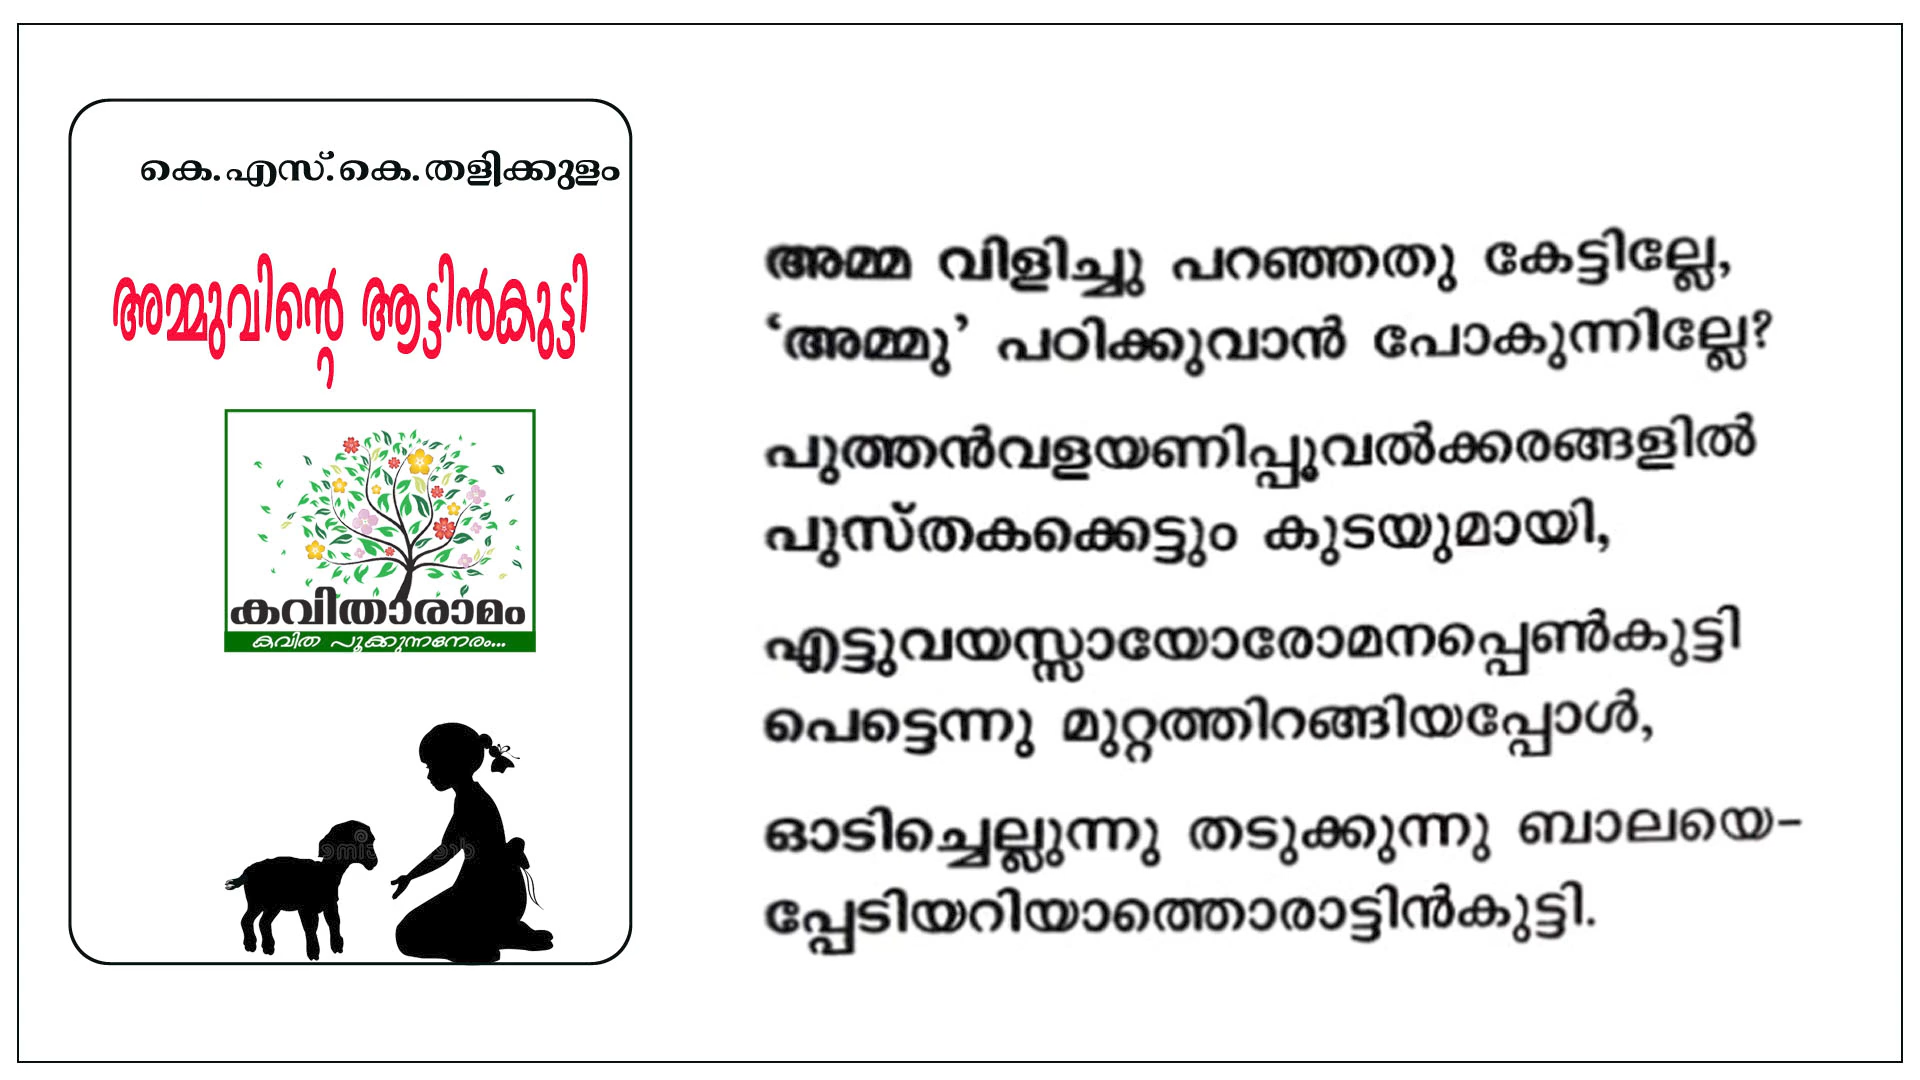 കെ.എസ്.കെ.തളിക്കുളം
അമ്മുവിന്റെ ആട്ടിൻകുട്ടി
കവിതാരാമം
കവിത പൂക്കുന്നനേരം...
അമ്മ വിളിച്ചു പറഞ്ഞതു കേട്ടില്ലേ,
‘അമ്മു’ പഠിക്കുവാൻ പോകുന്നില്ലേ?
പുത്തൻവളയണിപ്പൂവൽക്കരങ്ങളിൽ
പുസ്തകക്കെട്ടും കുടയുമായി,
എട്ടുവയസ്സായോരോമനപ്പെൺകുട്ടി
പെട്ടെന്നു മുറ്റത്തിറങ്ങിയപ്പോൾ,
ഓടിച്ചെല്ലുന്നു തടുക്കുന്നു ബാലയെ-
പ്പേടിയറിയാത്തൊരാട്ടിൻകുട്ടി.